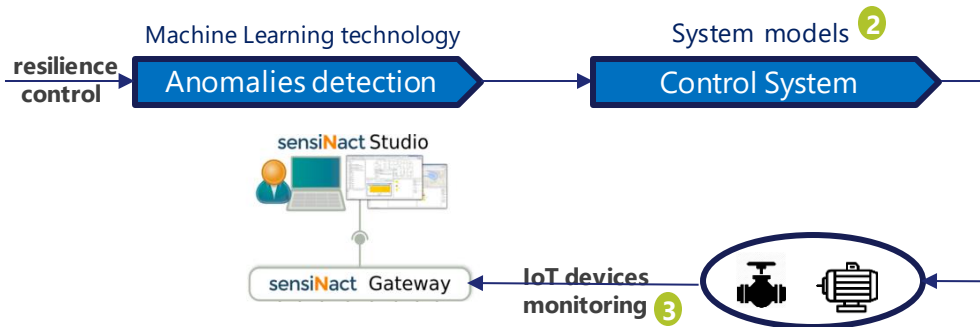 Machine Learning technology
System models 2
resilience
control
Anomalies detection
Control System
sensiNact Studio
sensiNact Gateway
IoT devices
monitoring 3